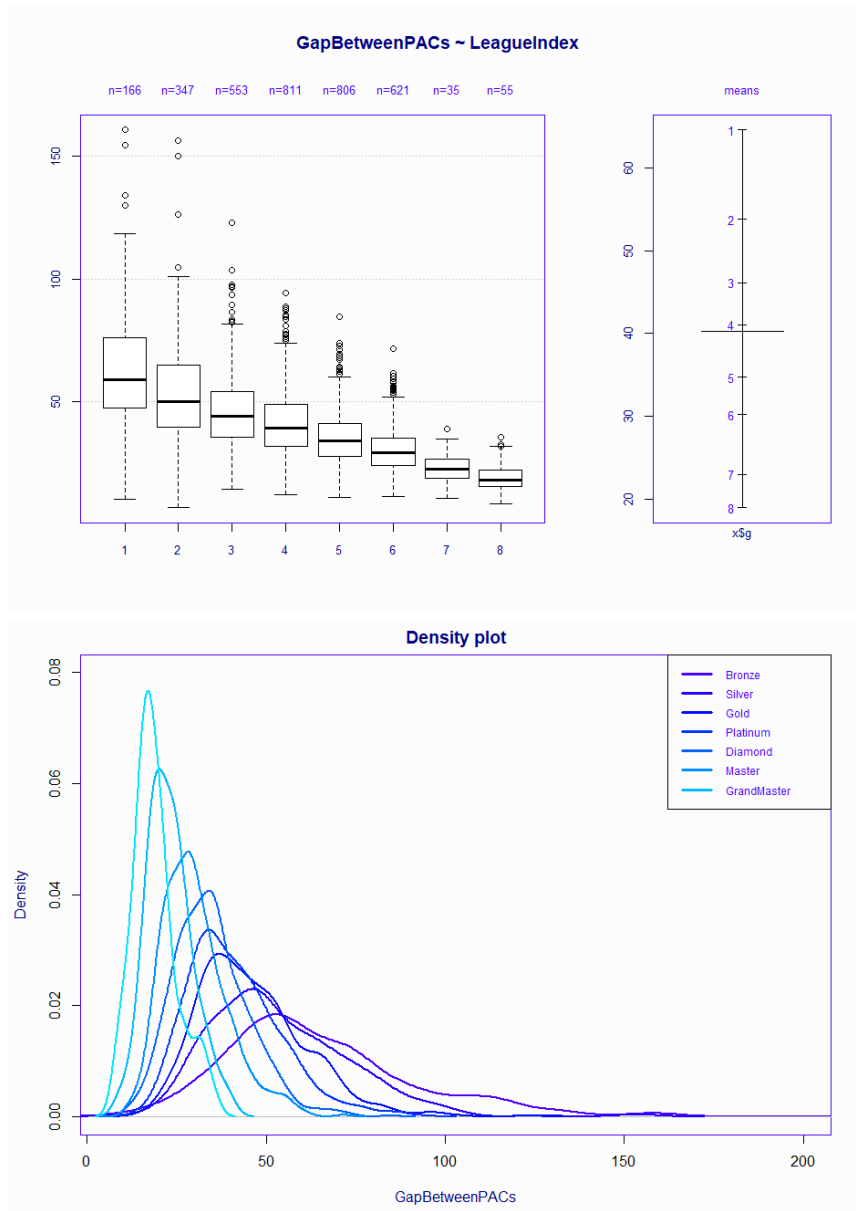 GapBetweenPACs ~ LeagueIndex
n=166 n=347 n=553 n=811 n=806 n=621 n=35 n=55
50 100 150
1 2 3 4 5 6 7 8
means
20 30 40 50 60
1
2
3
4
5
6
7
8
x$g
Density plot
Density
0.00 0.02 0.04 0.06 0.08
Bronze
Silver
Gold
Platinum
Diamond
Master
GrandMaster
0 50 100 150 200
GapBetweenPACs